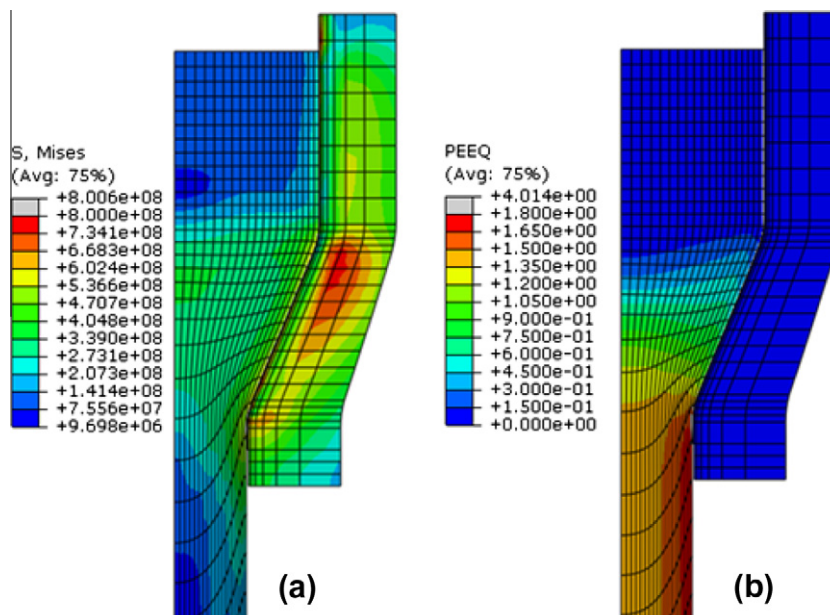 S, Mises
(Avg: 75%)
+8.006e+08
+8.000e+08
+7.341e+08
+6.683e+08
+6.024e+08
+5.366e+08
+4.707e+08
+4.048e+08
+3.390e+08
+2.731e+08
+2.073e+08
+1.414e+08
+7.556e+07
+9.698e+06
(a)
PEEQ
(Avg: 75%)
+4.014e+00
+1.800e+00
+1.650e+00
+1.500e+00
+1.350e+00
+1.200e+00
+1.050e+00
+9.000e-01
+7.500e-01
+6.000e-01
+4.500e-01
+3.000e-01
+1.500e-01
+0.000e+00
(b)